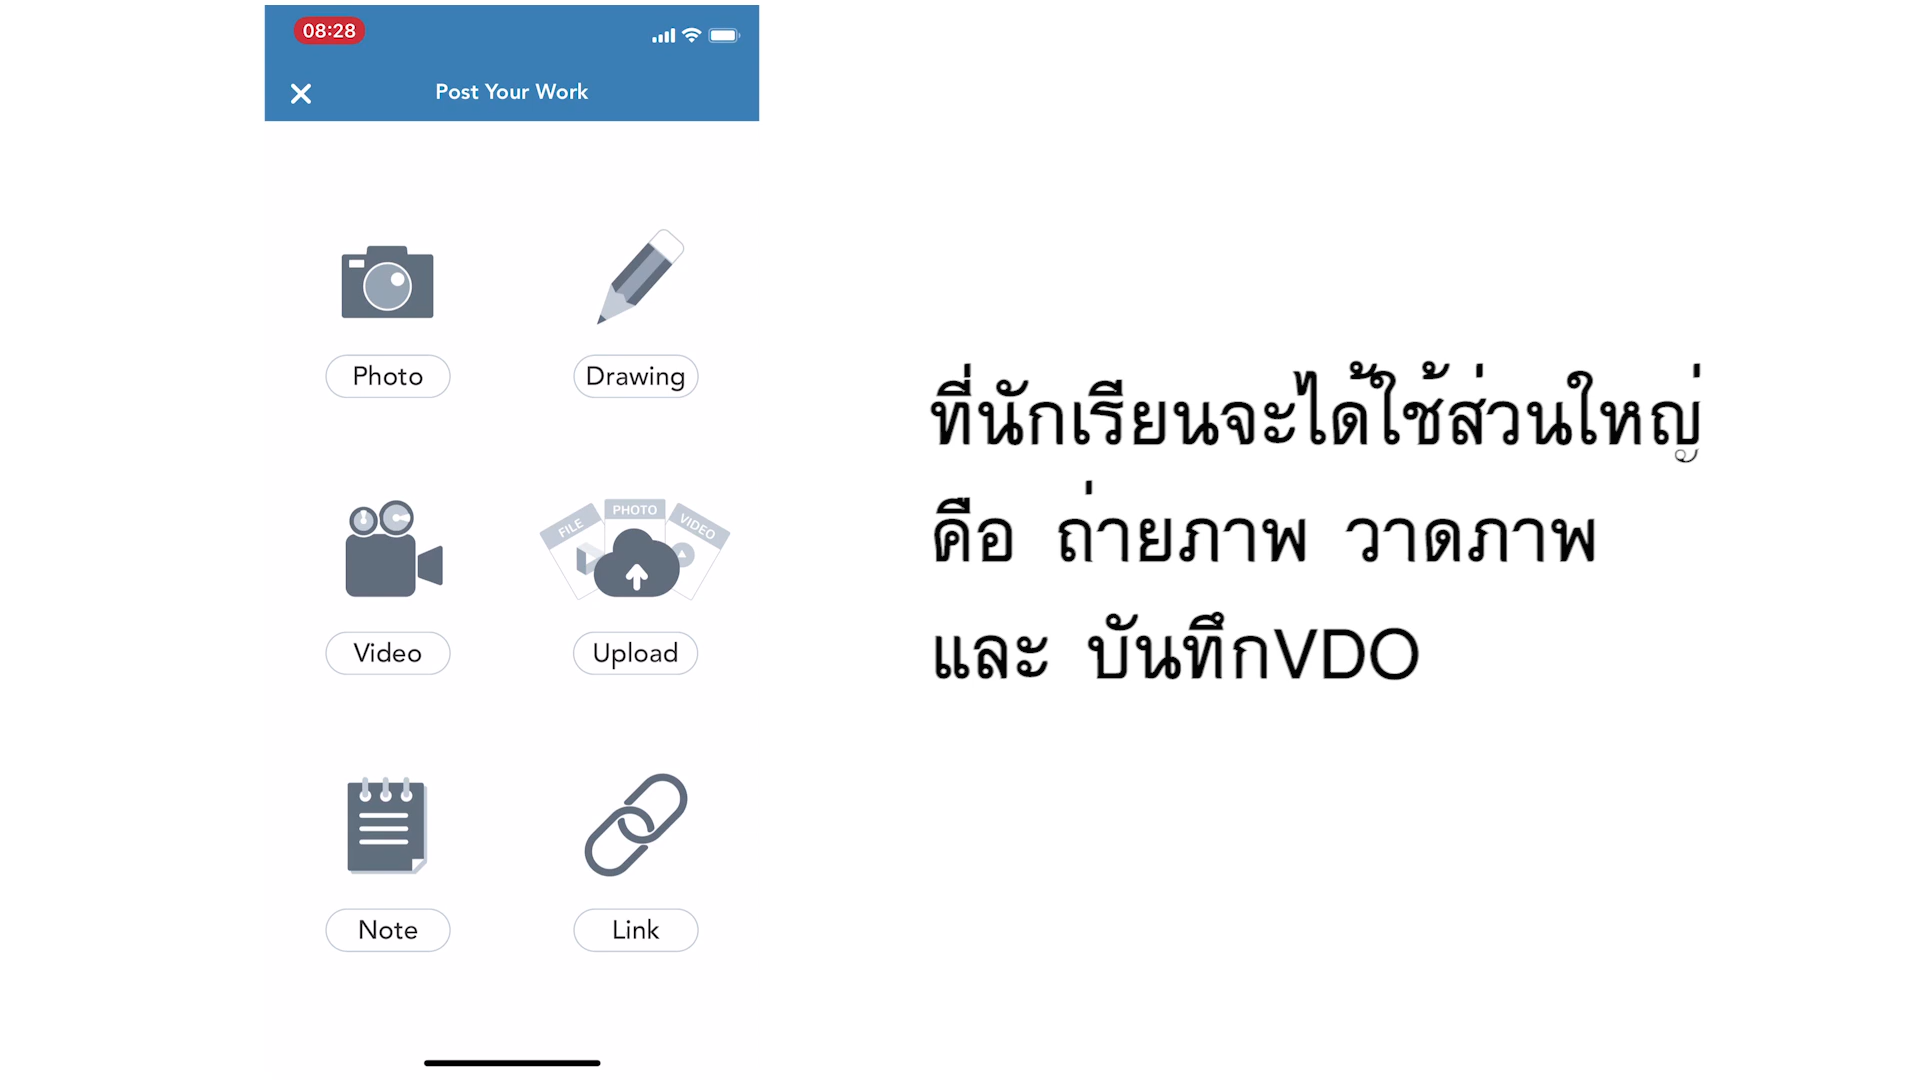 08:28
Post Your Work
Photo
Drawing
FILE
PHOTO
VIDEO
Video
Upload
Note
Link
ที่นักเรียนจะได้ใช้ส่วนใหญ่
คือ ถ่ายภาพ วาดภาพ
และ บันทึกVDO